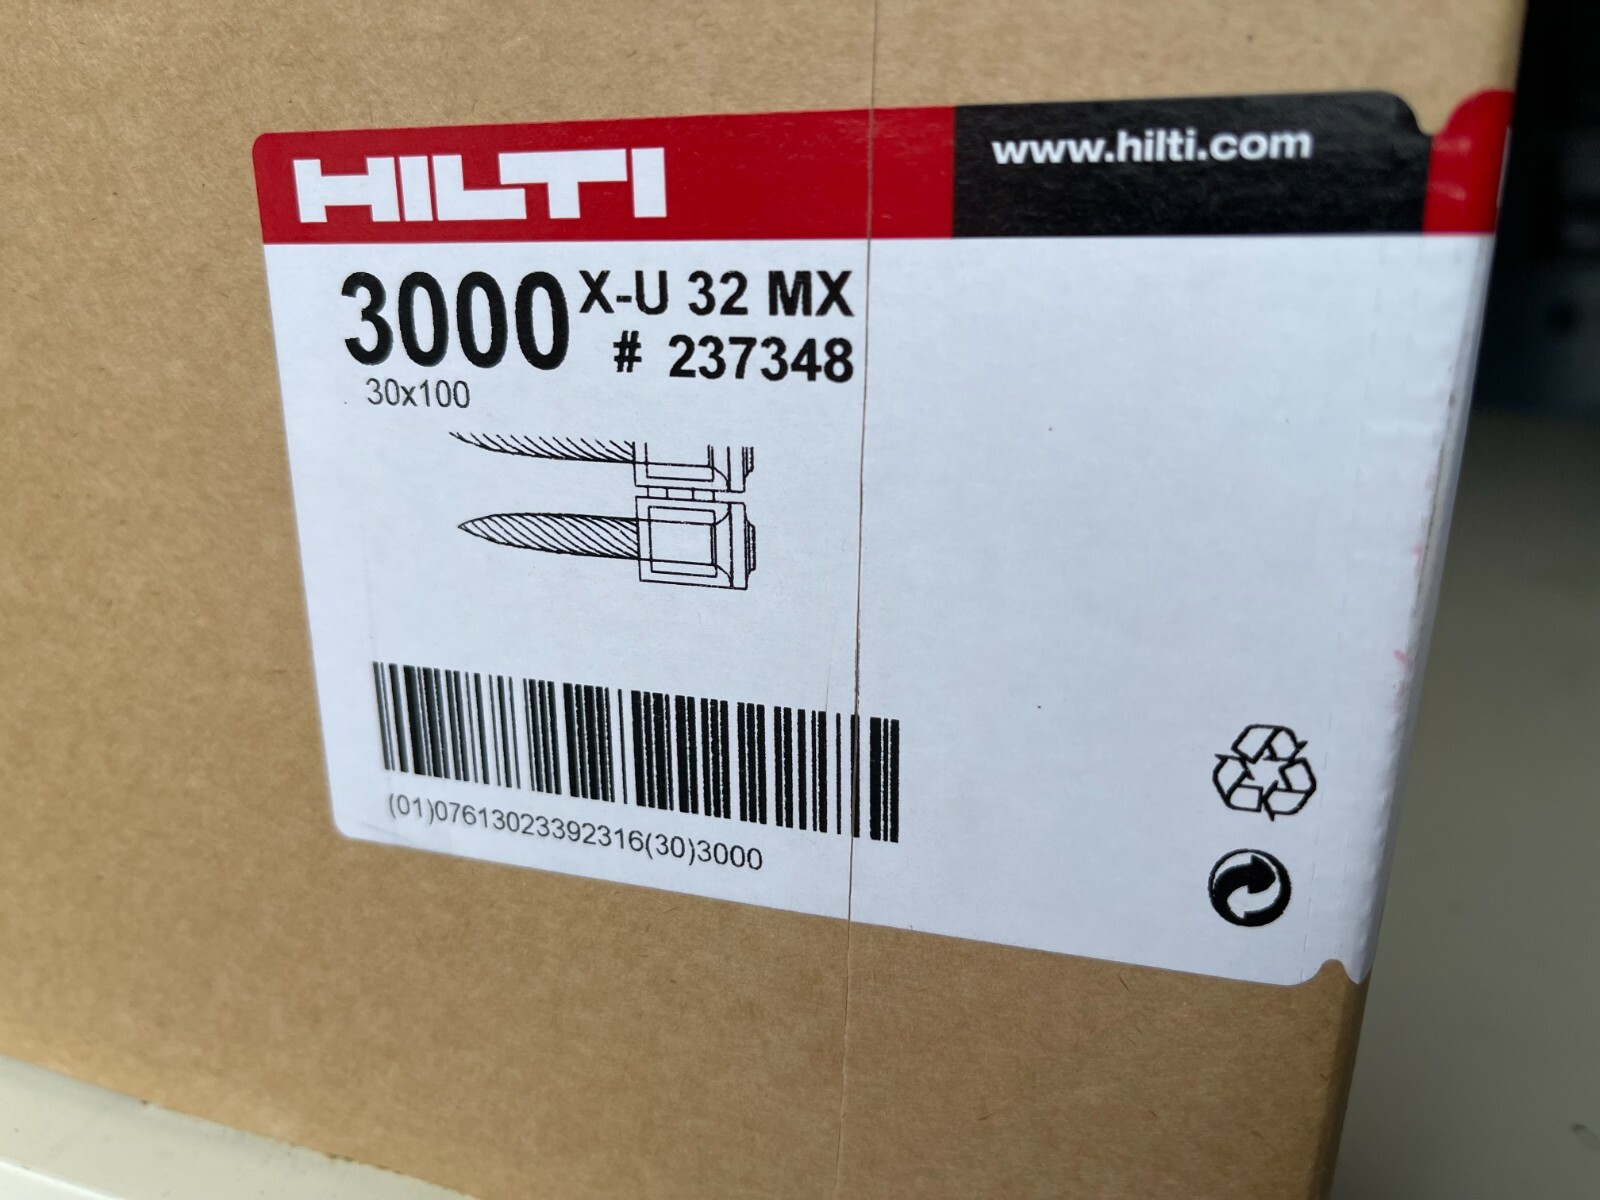 HILTI
www.hilti.com
3000 X-U 32 MX
# 237348
30x100
(01)07613023392316(30)3000